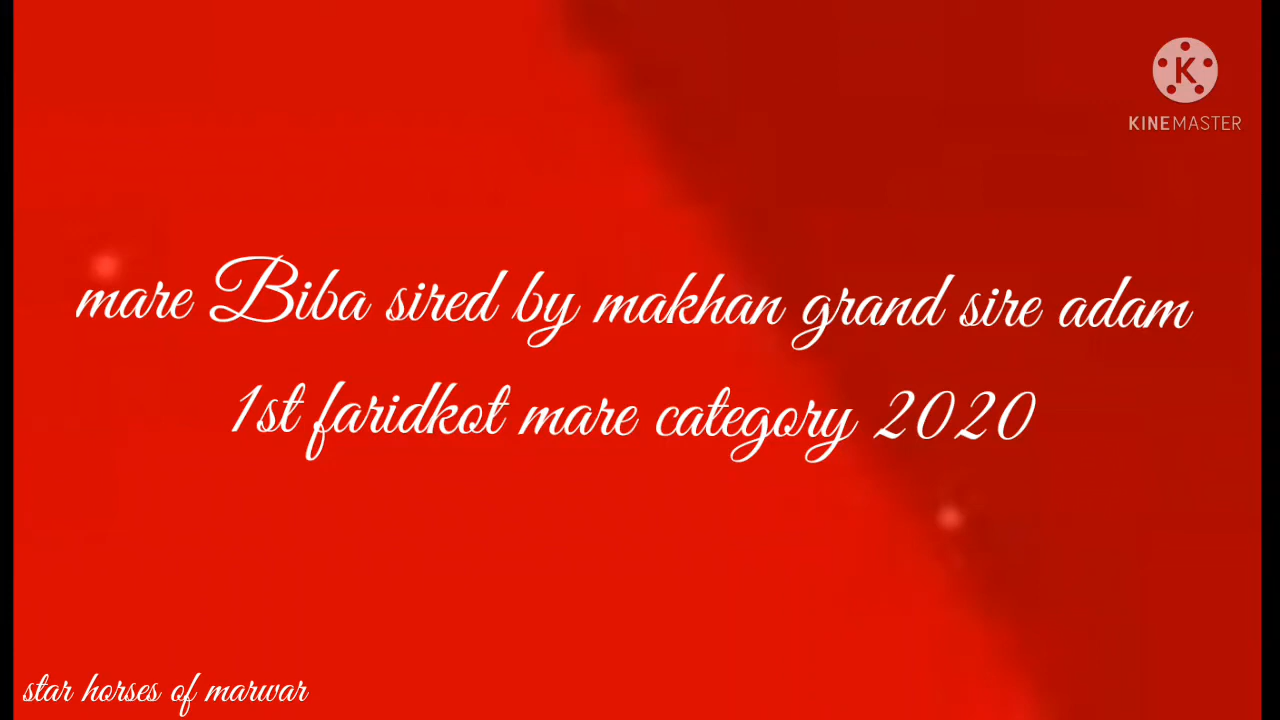 K
KINEMASTER
mare Biba sired by makhan grand sire adam
1st faridkot mare category 2020
star horses of marwar